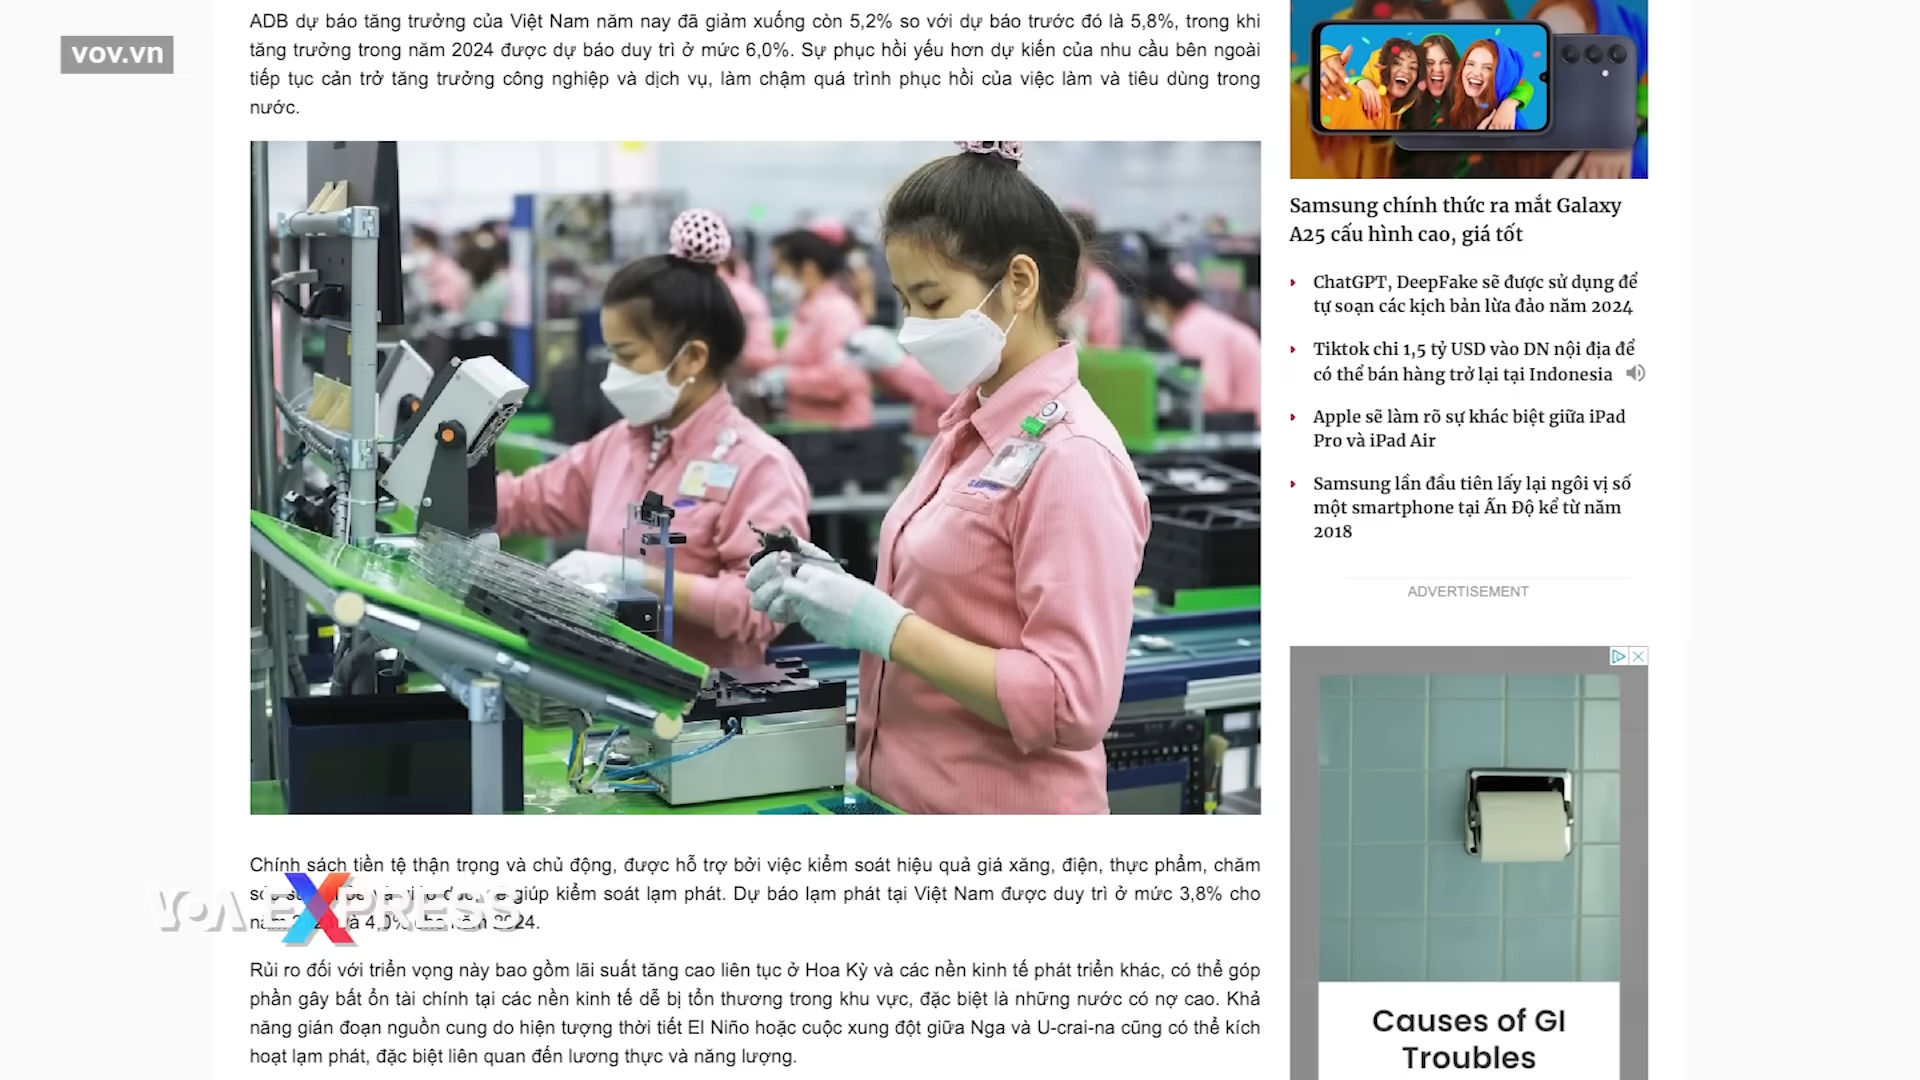 vov.vn
ADB dự báo tăng trưởng của Việt Nam năm nay đã giảm xuống còn 5,2% so với dự báo trước đó là 5,8%, trong khi
tăng trưởng trong năm 2024 được dự báo duy trì ở mức 6,0%. Sự phục hồi yếu hơn dự kiến của nhu cầu bên ngoài
tiếp tục cản trở tăng trưởng công nghiệp và dịch vụ, làm chậm quá trình phục hồi của việc làm và tiêu dùng trong
nước.
Chính sách tiền tệ thận trọng và chủ động, được hỗ trợ bởi việc kiểm soát hiệu quả giá xăng, điện, thực phẩm, chăm
giúp kiểm soát lạm phát. Dự báo lạm phát tại Việt Nam được duy trì ở mức 3,8% cho
VOA EXPRESS
năm và 4,0% cho năm 2024.
Rủi ro đối với triển vọng này bao gồm lãi suất tăng cao liên tục ở Hoa Kỳ và các nền kinh tế phát triển khác, có thể góp
phần gây bất ổn tài chính tại các nền kinh tế dễ bị tổn thương trong khu vực, đặc biệt là những nước có nợ cao. Khả
năng gián đoạn nguồn cung do hiện tượng thời tiết El Niño hoặc cuộc xung đột giữa Nga và U-crai-na cũng có thể kích
hoạt lạm phát, đặc biệt liên quan đến lương thực và năng lượng.
Samsung chính thức ra mắt Galaxy
A25 cấu hình cao, giá tốt
ChatGPT, DeepFake sẽ được sử dụng để
tự soạn các kịch bản lừa đảo năm 2024
Tiktok chi 1,5 tỷ USD vào DN nội địa để
có thể bán hàng trở lại tại Indonesia
Apple sẽ làm rõ sự khác biệt giữa iPad
Pro và iPad Air
Samsung lần đầu tiên lấy lại ngôi vị số
một smartphone tại Ấn Độ kể từ năm
2018
ADVERTISEMENT
Causes of GI
Troubles